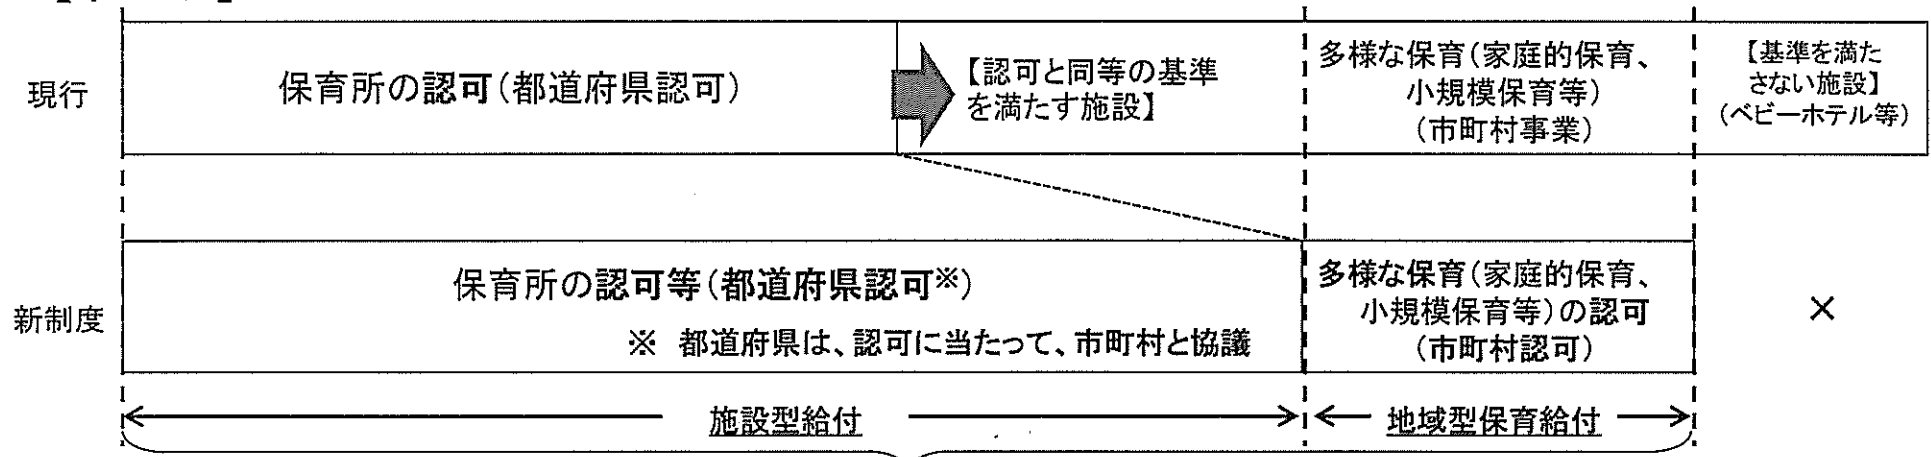 現行
保育所の認可(都道府県認可)
【認可と同等の基準
を満たす施設】
多様な保育(家庭的保育、
小規模保育等)
(市町村事業)
【基準を満た
さない施設】
(ベビーホテル等)
新制度
保育所の認可等(都道府県認可※)
※ 都道府県は、認可に当たって、市町村と協議
多様な保育(家庭的保育、
小規模保育等)の認可
(市町村認可)
×
施設型給付
地域型保育給付